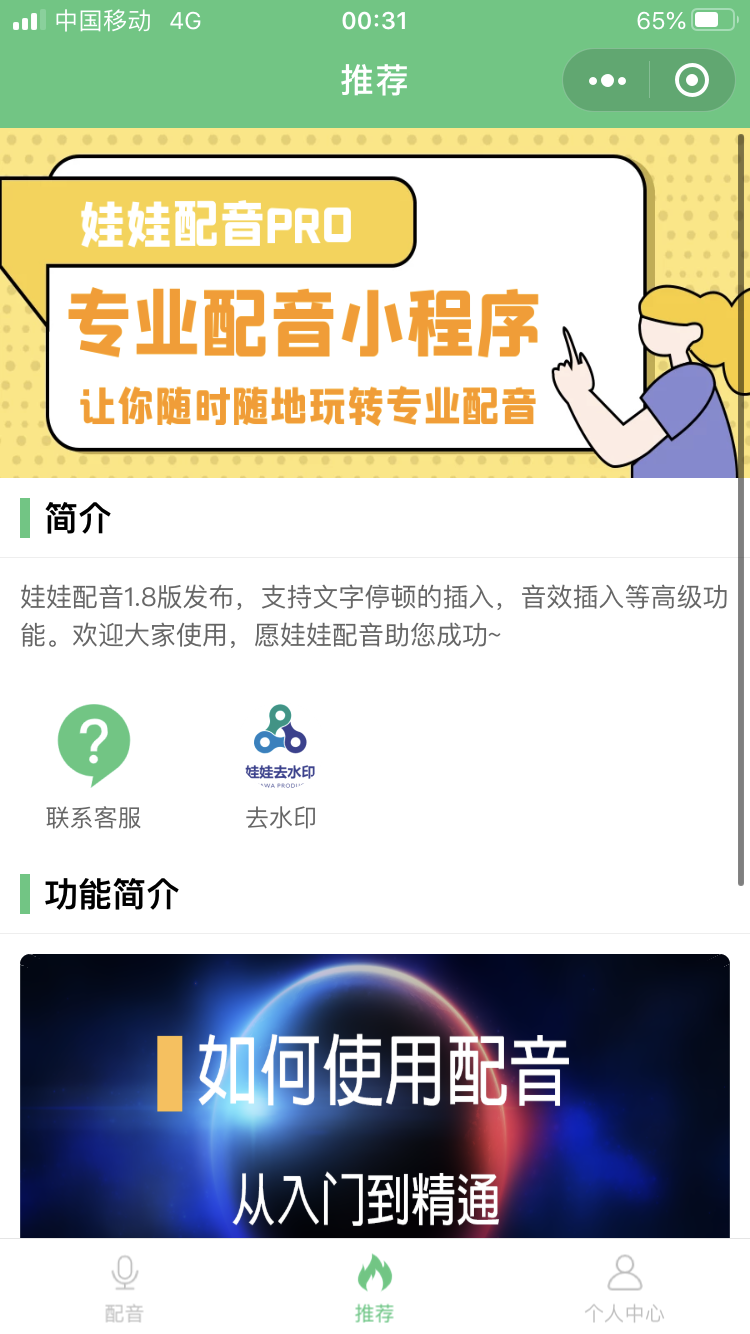 中国移动 4G 00:31 65%
推荐
娃娃配音PRO
专业配音小程序
让你随时随地玩转专业配音
简介
娃娃配音1.8版发布，支持文字停顿的插入，音效插入等高级功
能。欢迎大家使用，愿娃娃配音助您成功~
?
娃娃去水印
联系客服 去水印
功能简介
如何使用配音
从入门到精通
配音 推荐 个人中心